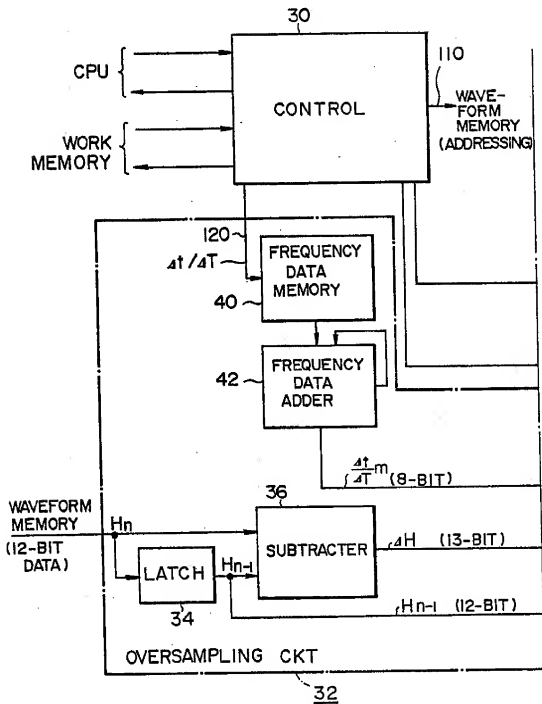 30
CPU
WORK
MEMORY
CONTROL
110
WAVE-
FORM
MEMORY
(ADDRESSING)
120
Δt/ΔT
FREQUENCY
DATA
MEMORY
40
42
FREQUENCY
DATA
ADDER
Δt/ΔT m (8-BIT)
WAVEFORM
MEMORY
(12-BIT
DATA)
Hn
LATCH
34
Hn-1
36
SUBTRACTER
ΔH (13-BIT)
Hn-1 (12-BIT)
OVERSAMPLING CKT
32